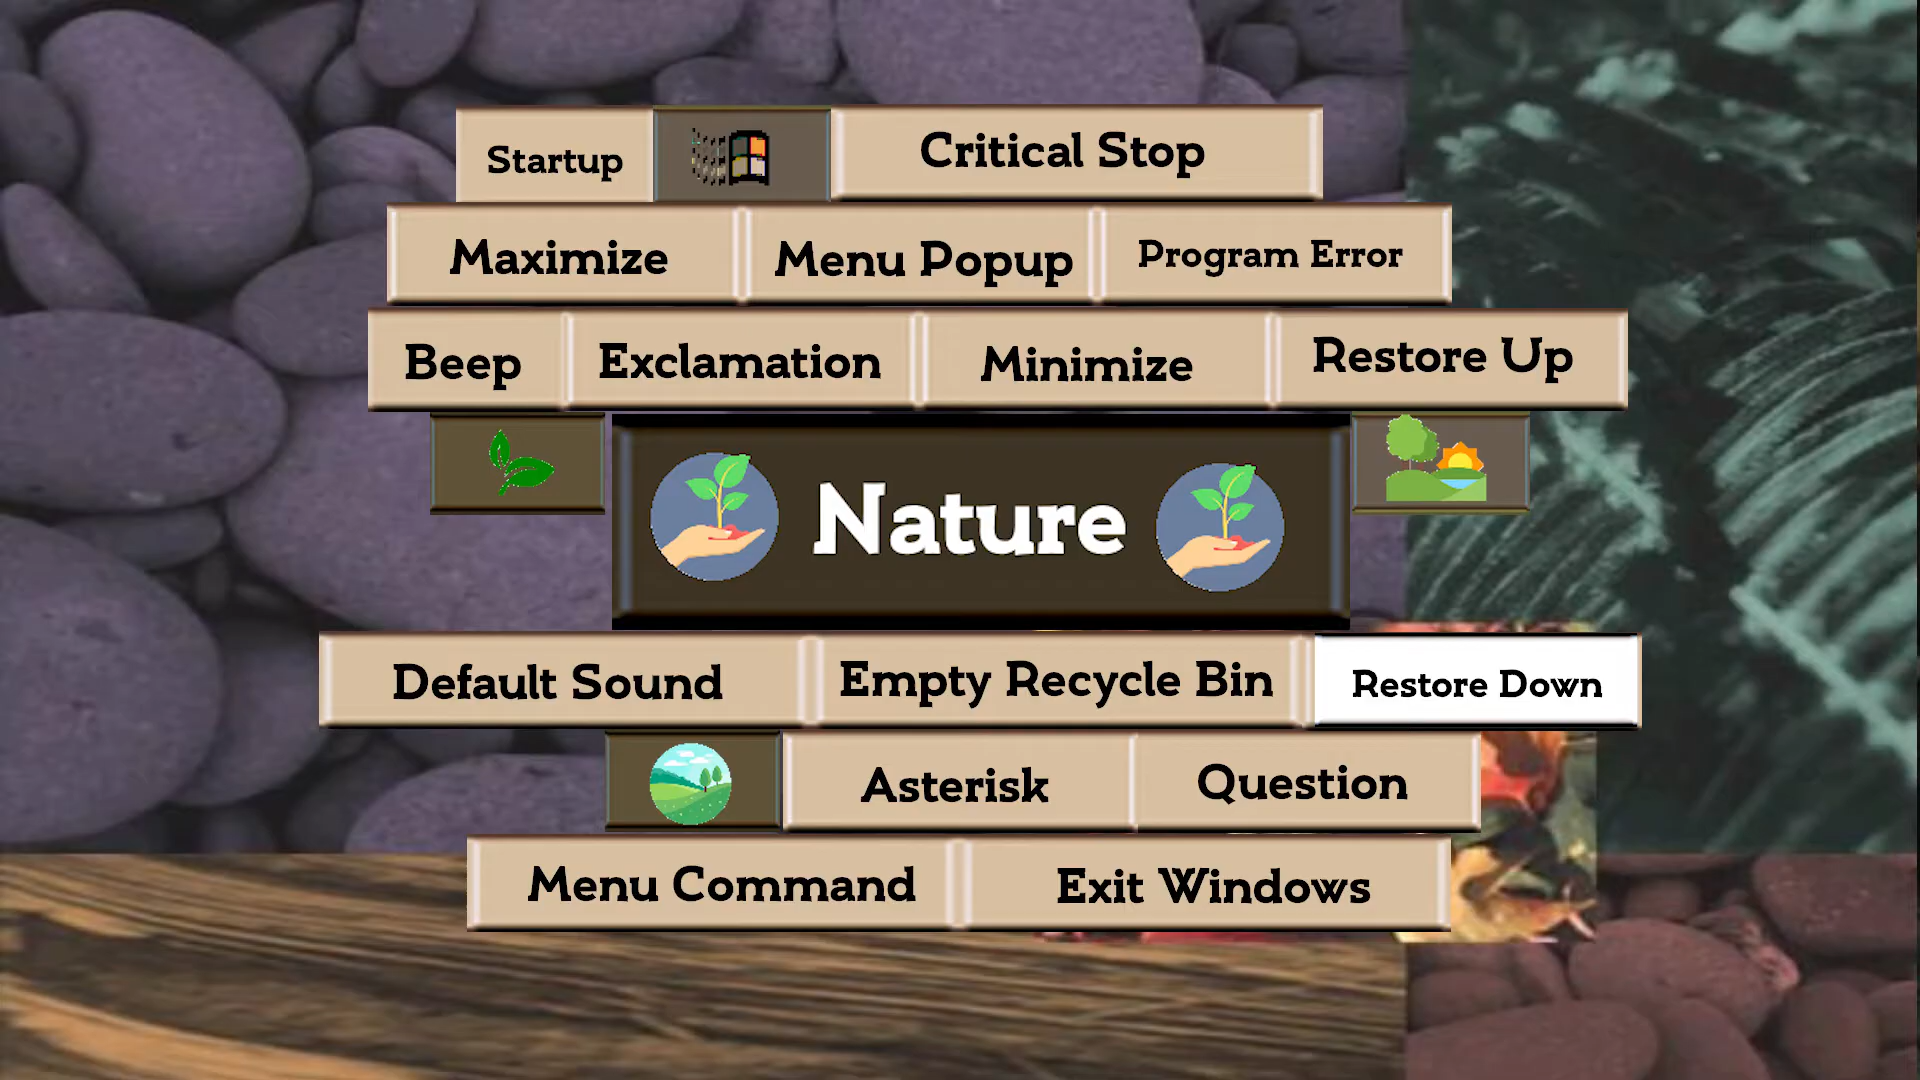 Startup
Critical Stop
Maximize
Menu Popup
Program Error
Beep
Exclamation
Minimize
Restore Up
Nature
Default Sound
Empty Recycle Bin
Restore Down
Asterisk
Question
Menu Command
Exit Windows